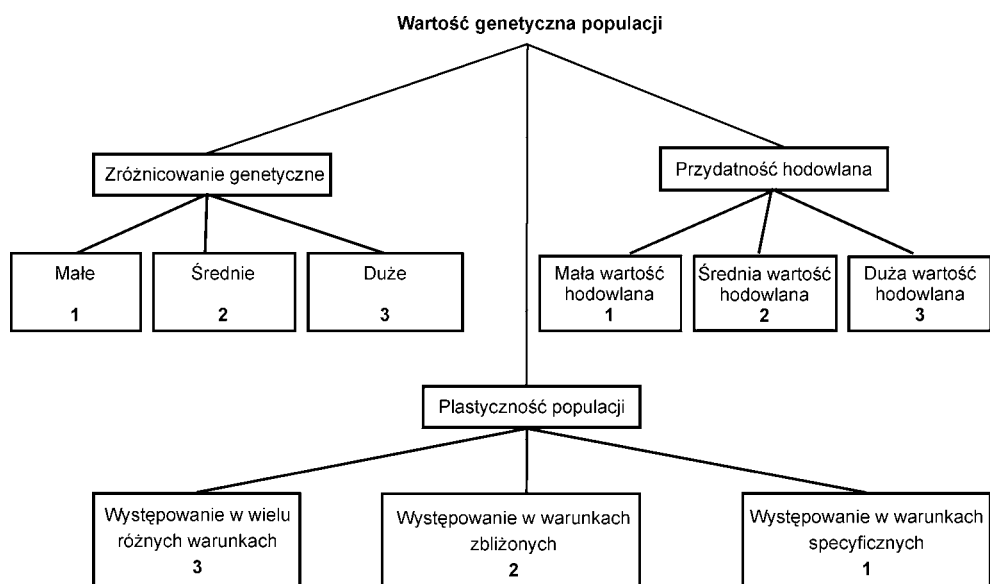 Wartość genetyczna populacji
Zróżnicowanie genetyczne
Przydatność hodowlana
Małe
1
Średnie
2
Duże
3
Mała wartość
hodowlana
1
Średnia wartość
hodowlana
2
Duża wartość
hodowlana
3
Plastyczność populacji
Występowanie w wielu
różnych warunkach
3
Występowanie w warunkach
zbliżonych
2
Występowanie w warunkach
specyficznych
1